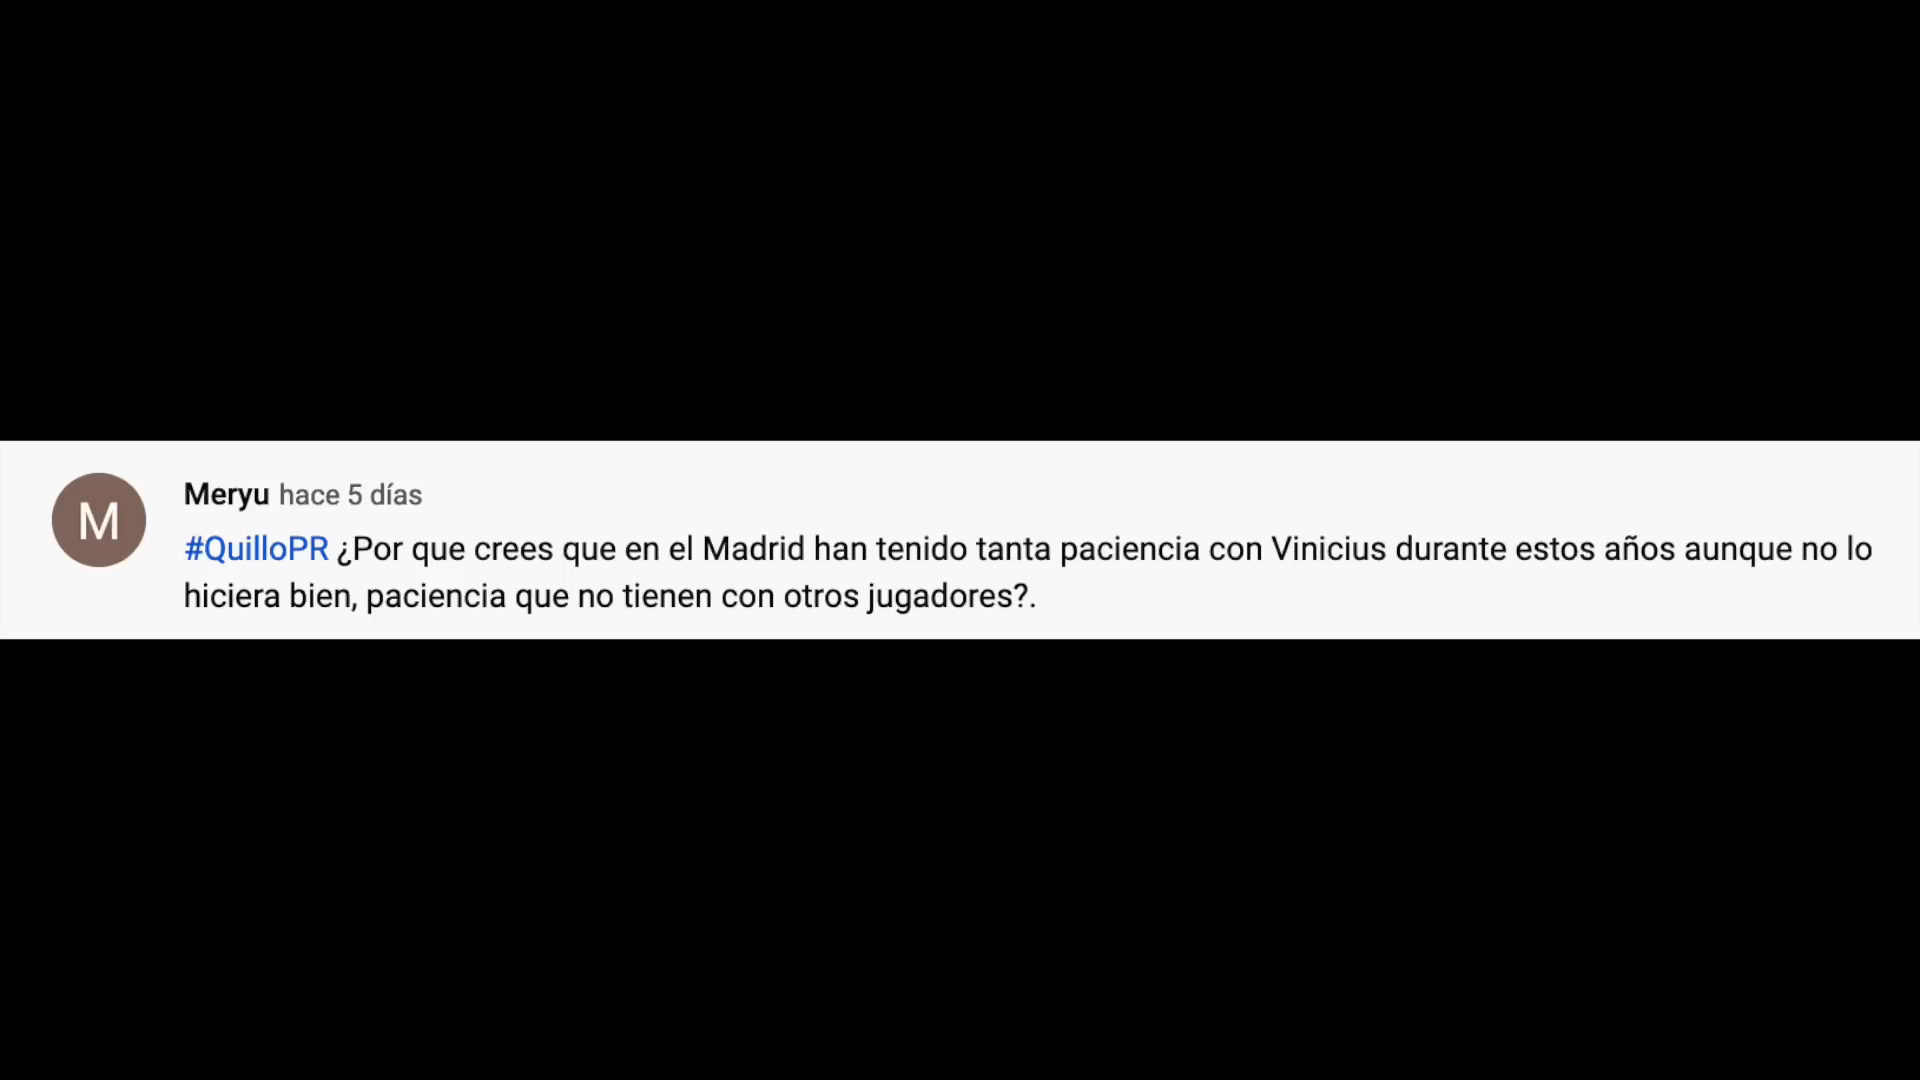 M
Meryu hace 5 días
#QuilloPR ¿Por que crees que en el Madrid han tenido tanta paciencia con Vinicius durante estos años aunque no lo
hiciera bien, paciencia que no tienen con otros jugadores?.